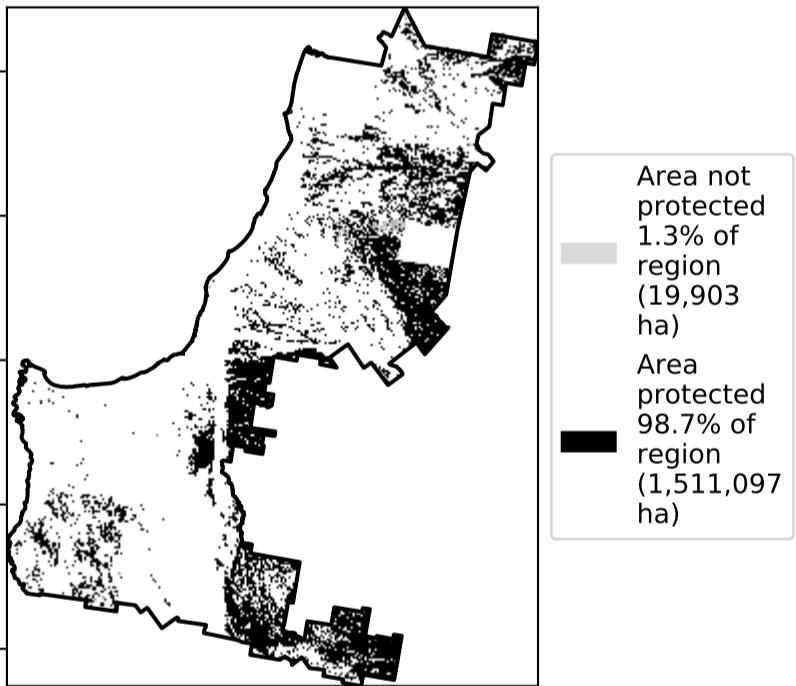 Area not
protected
1.3% of
region
(19,903
ha)
Area
protected
98.7% of
region
(1,511,097
ha)